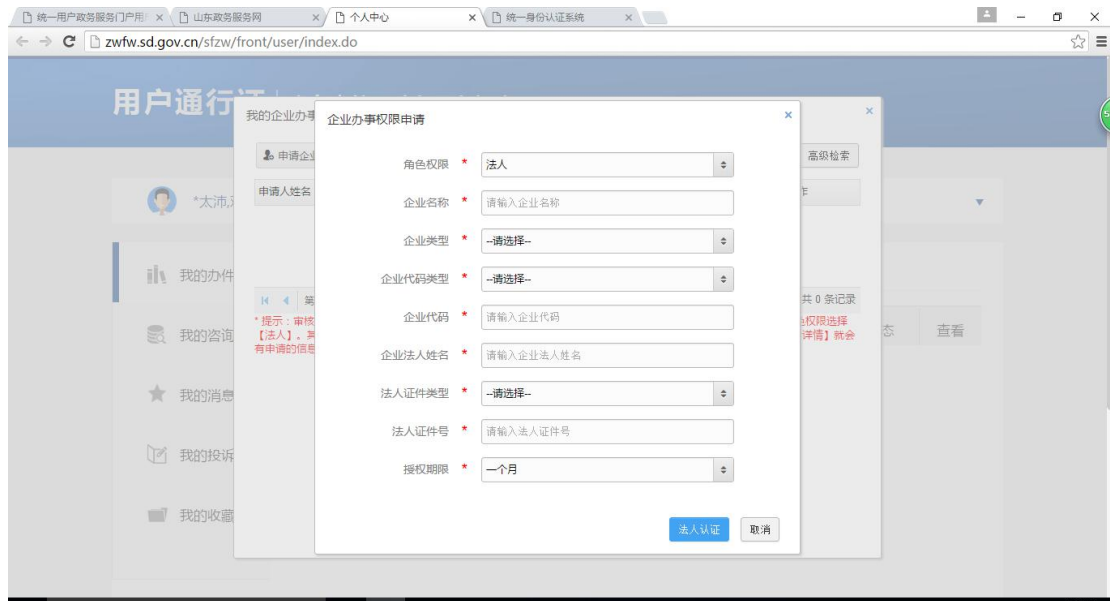 统一用户政务服务门户用
山东政务服务网
个人中心
统一身份认证系统
zwfw.sd.gov.cn/sfzw/front/user/index.do
用户通行
我的企业办事
企业办事权限申请
申请企业
高级检索
申请人姓名
*太沛
角色权限 * 法人
企业名称 * 请输入企业名称
企业类型 * --请选择--
企业代码类型 * --请选择--
企业代码 * 请输入企业代码
企业法人姓名 * 请输入企业法人姓名
法人证件类型 * --请选择--
法人证件号 * 请输入法人证件号
授权期限 * 一个月
法人认证 取消
我的办件
我的咨询
我的消息
我的投诉
我的收藏
第
共 0 条记录
* 提示：审核
权限选择
【法人】。其
详情】就会
有申请的信息
态 查看